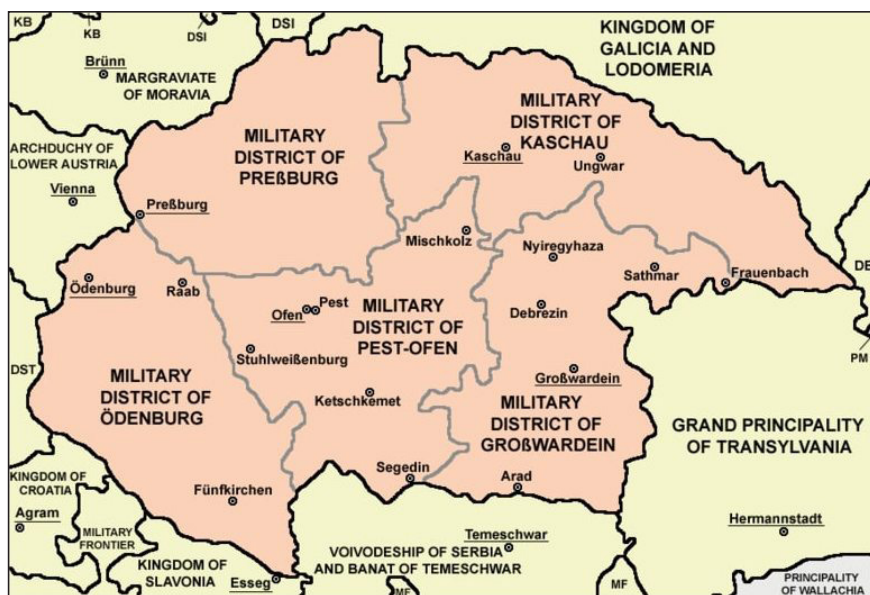 KB
KB
DSI
DSI
KINGDOM OF
GALICIA AND
LODOMERIA
Brünn
MARGRAVIATE
OF MORAVIA
MILITARY
DISTRICT OF
PREẞBURG
MILITARY
DISTRICT OF
KASCHAU
Kaschau
Ungwar
ARCHDUCHY OF
LOWER AUSTRIA
Vienna
Preßburg
Mischkolz
Nyiregyhaza
Sathmar
Frauenbach
DE
Ödenburg
Raab
Ofen
Pest
Debrezin
MILITARY
DISTRICT OF
PEST-OFEN
Stuhlweißenburg
PM
DST
MILITARY
DISTRICT OF
ÖDENBURG
Ketschkemet
Großwardein
MILITARY
DISTRICT OF
GROẞWARDEIN
GRAND PRINCIPALITY
OF TRANSYLVANIA
KINGDOM OF
CROATIA
Agram
MILITARY
FRONTIER
Fünfkirchen
Segedin
Arad
Hermannstadt
KINGDOM OF
SLAVONIA
Esseg
Temeschwar
VOIVODESHIP OF SERBIA
AND BANAT OF TEMESCHWAR
MF
MF
PRINCIPALITY
OF WALLACHIA